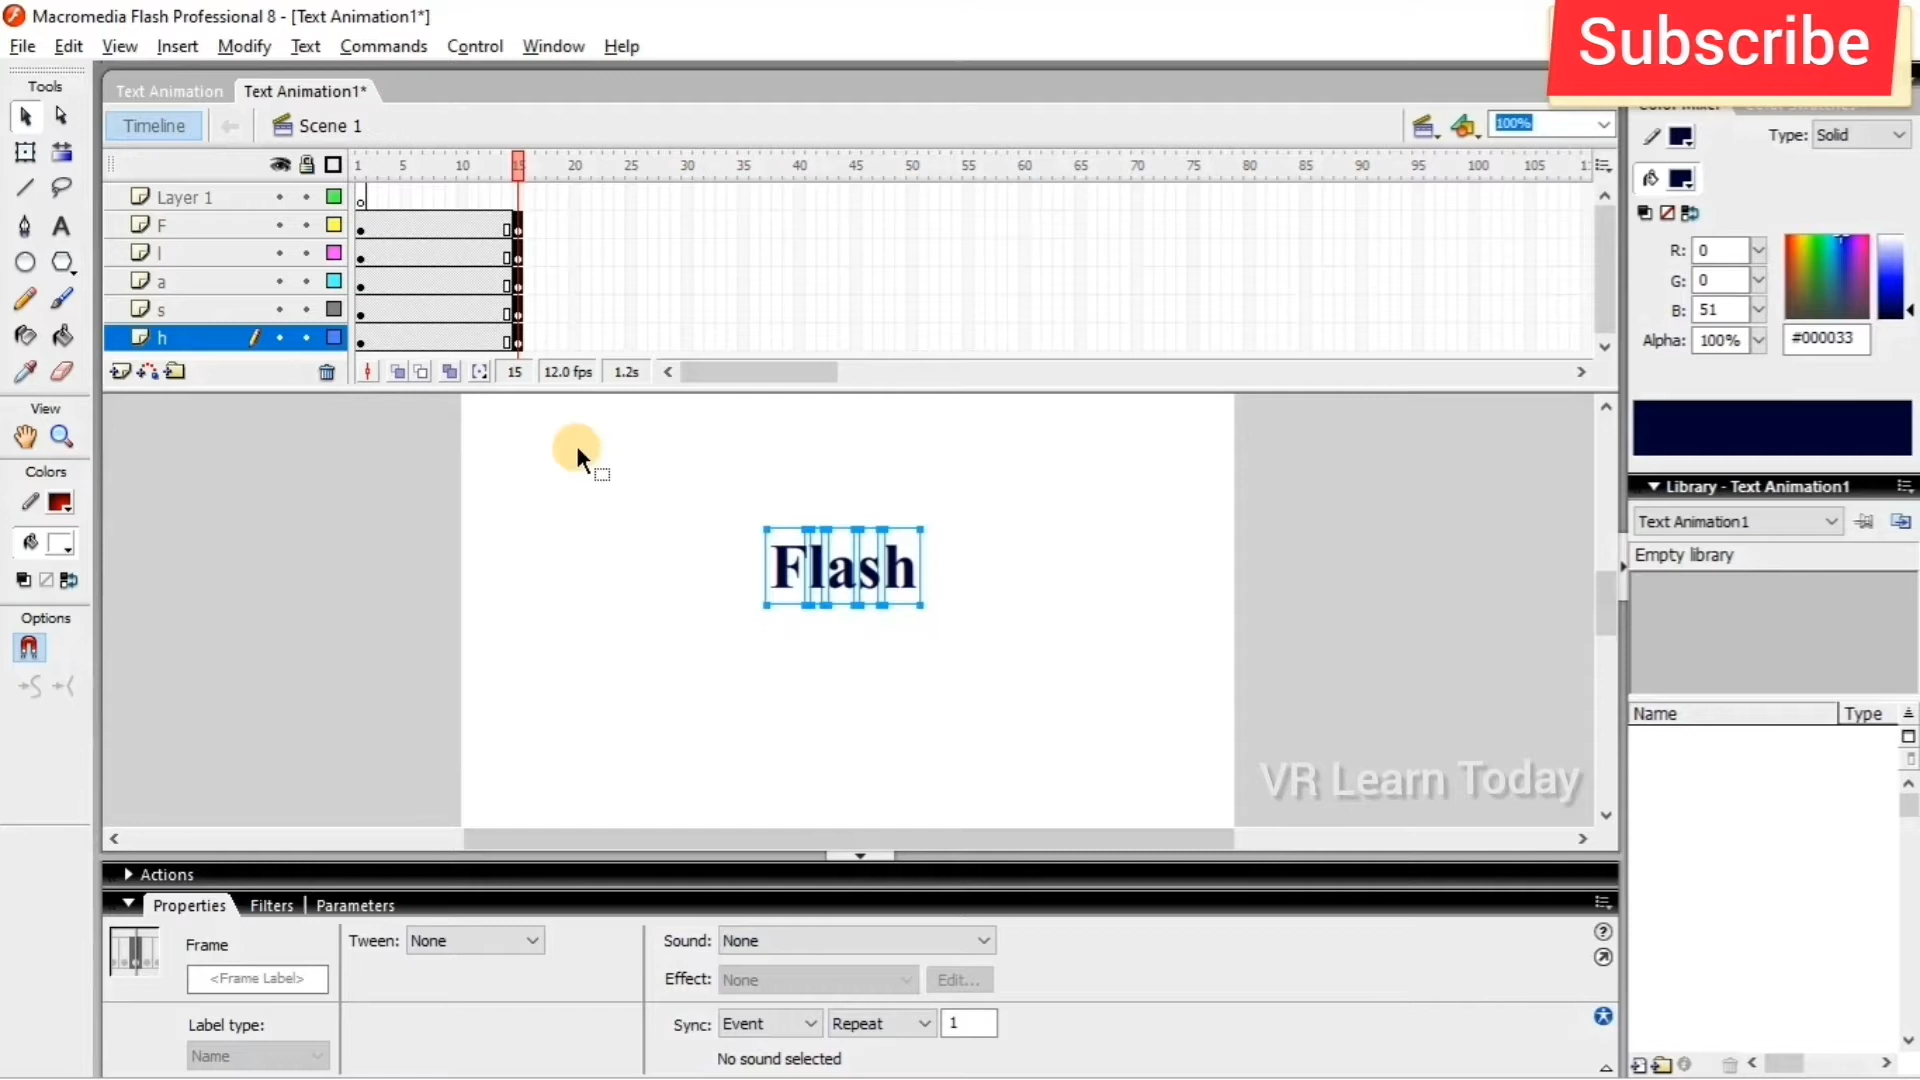 Macromedia Flash Professional 8 - [Text Animation1*]
Subscribe
File Edit View Insert Modify Text Commands Control Window Help
Tools
Text Animation Text Animation1*
Timeline Scene 1 100%
Type: Solid
1 5 10 15 20 25 30 35 40 45 50 55 60 65 70 75 80 85 90 95 100 105
Layer 1
F
l
a
s
h
R: 0
G: 0
B: 51
Alpha: 100% #000033
15 12.0 fps 1.2s
View
Colors
Options
Flash
VR Learn Today
Library - Text Animation1
Text Animation1
Empty library
Name Type
Actions
Properties Filters Parameters
Frame
<Frame Label>
Label type:
Name
Tween: None
Sound: None
Effect: None Edit...
Sync: Event Repeat 1
No sound selected